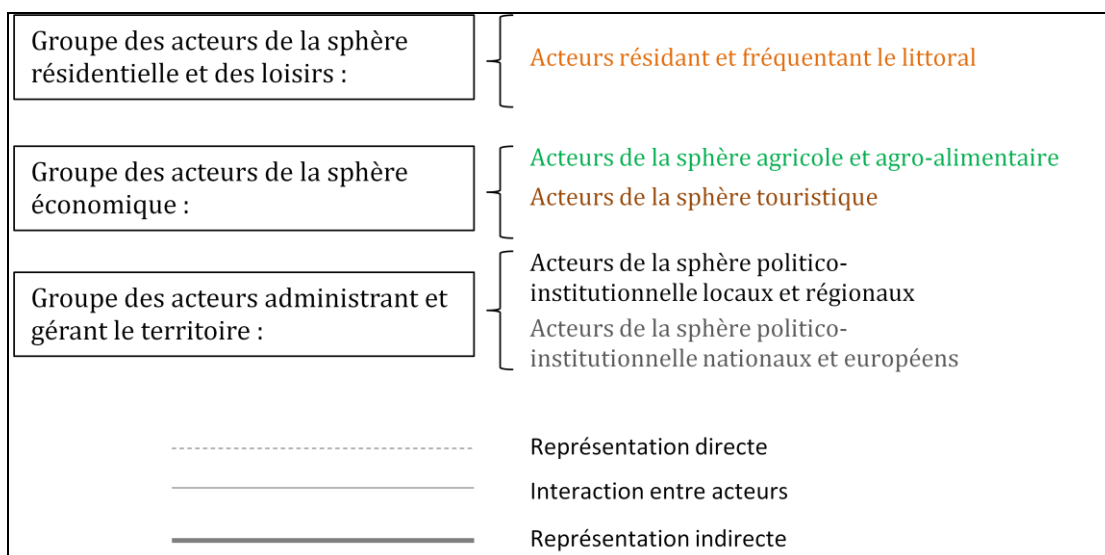 Groupe des acteurs de la sphère
résidentielle et des loisirs :
Acteurs résidant et fréquentant le littoral
Groupe des acteurs de la sphère
économique :
Acteurs de la sphère agricole et agro-alimentaire
Acteurs de la sphère touristique
Groupe des acteurs administrant et
gérant le territoire :
Acteurs de la sphère politico-
institutionnelle locaux et régionaux
Acteurs de la sphère politico-
institutionnelle nationaux et européens
Représentation directe
Interaction entre acteurs
Représentation indirecte